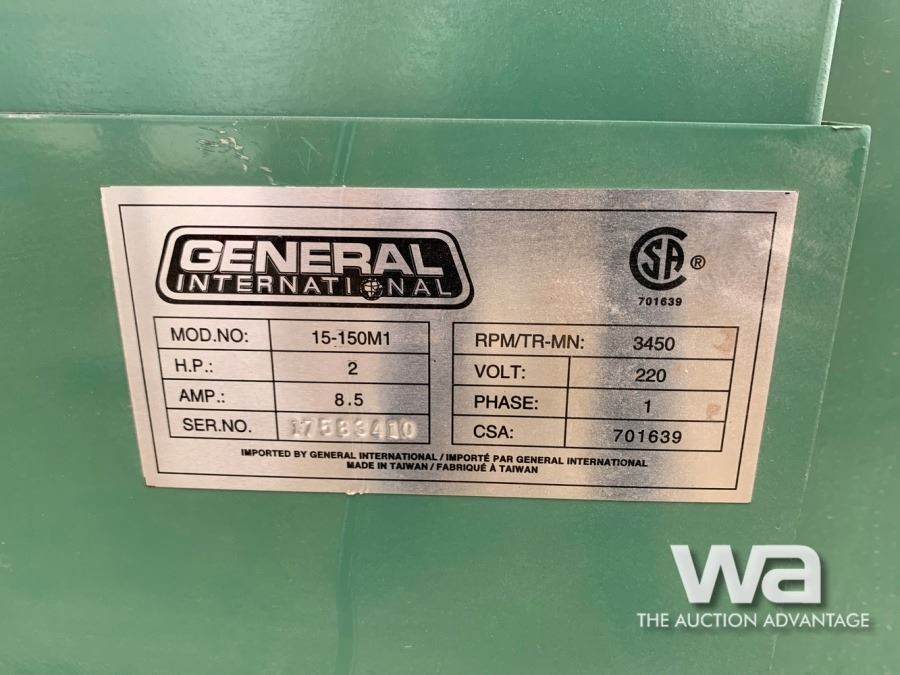 GENERAL
INTERNATIONAL
SA ®
701639
MOD.NO: 15-150M1
H.P.: 2
AMP.: 8.5
SER.NO. 17583410
RPM/TR-MN: 3450
VOLT: 220
PHASE: 1
CSA: 701639
IMPORTED BY GENERAL INTERNATIONAL / IMPORTÉ PAR GENERAL INTERNATIONAL
MADE IN TAIWAN / FABRIQUÉ À TAIWAN
wa
THE AUCTION ADVANTAGE